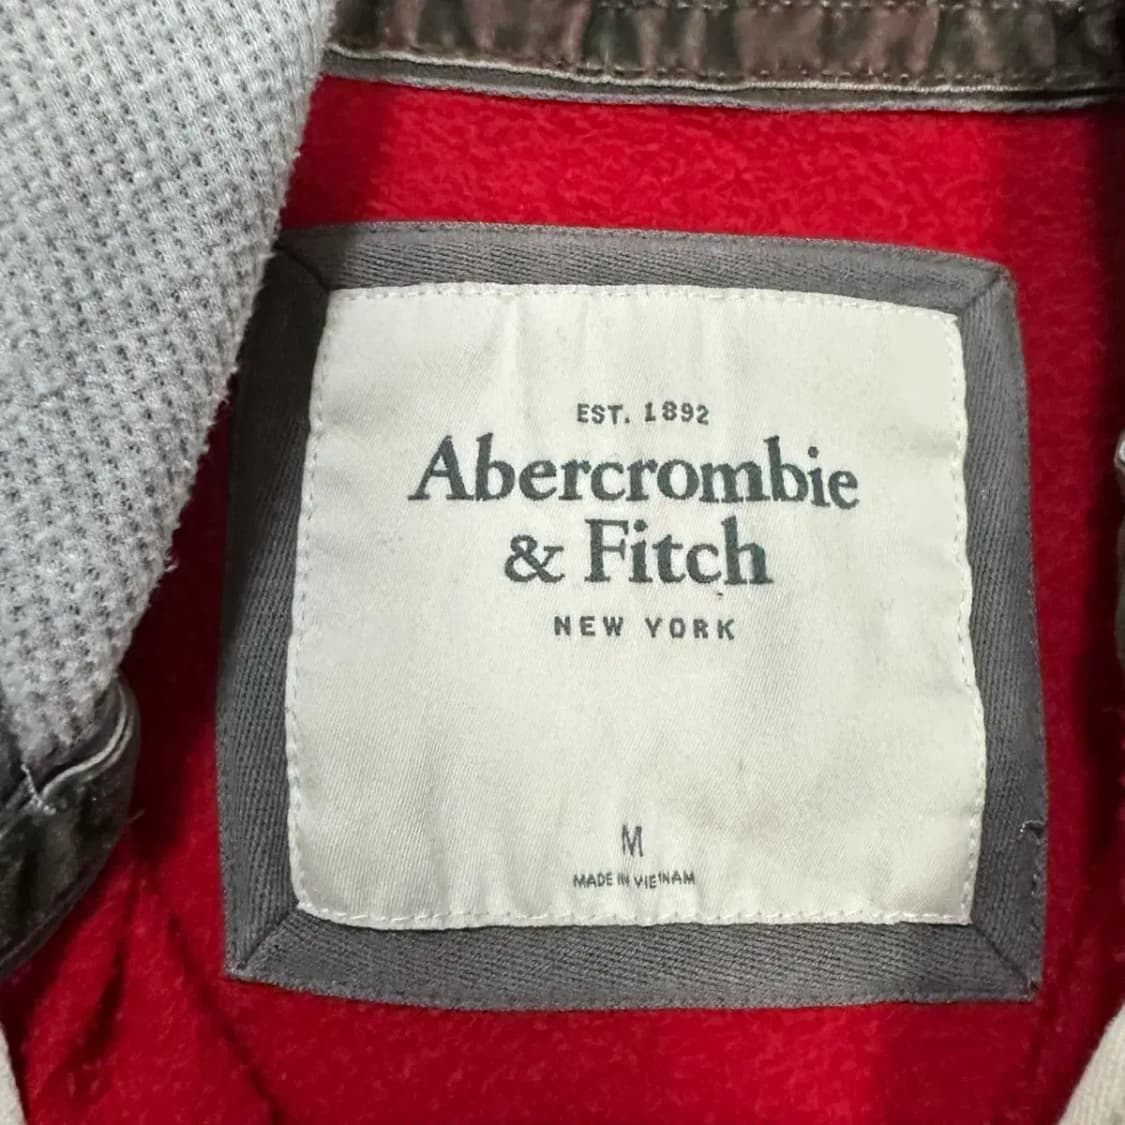 EST. 1892
Abercrombie
& Fitch
NEW YORK
M
MADE IN VIETNAM